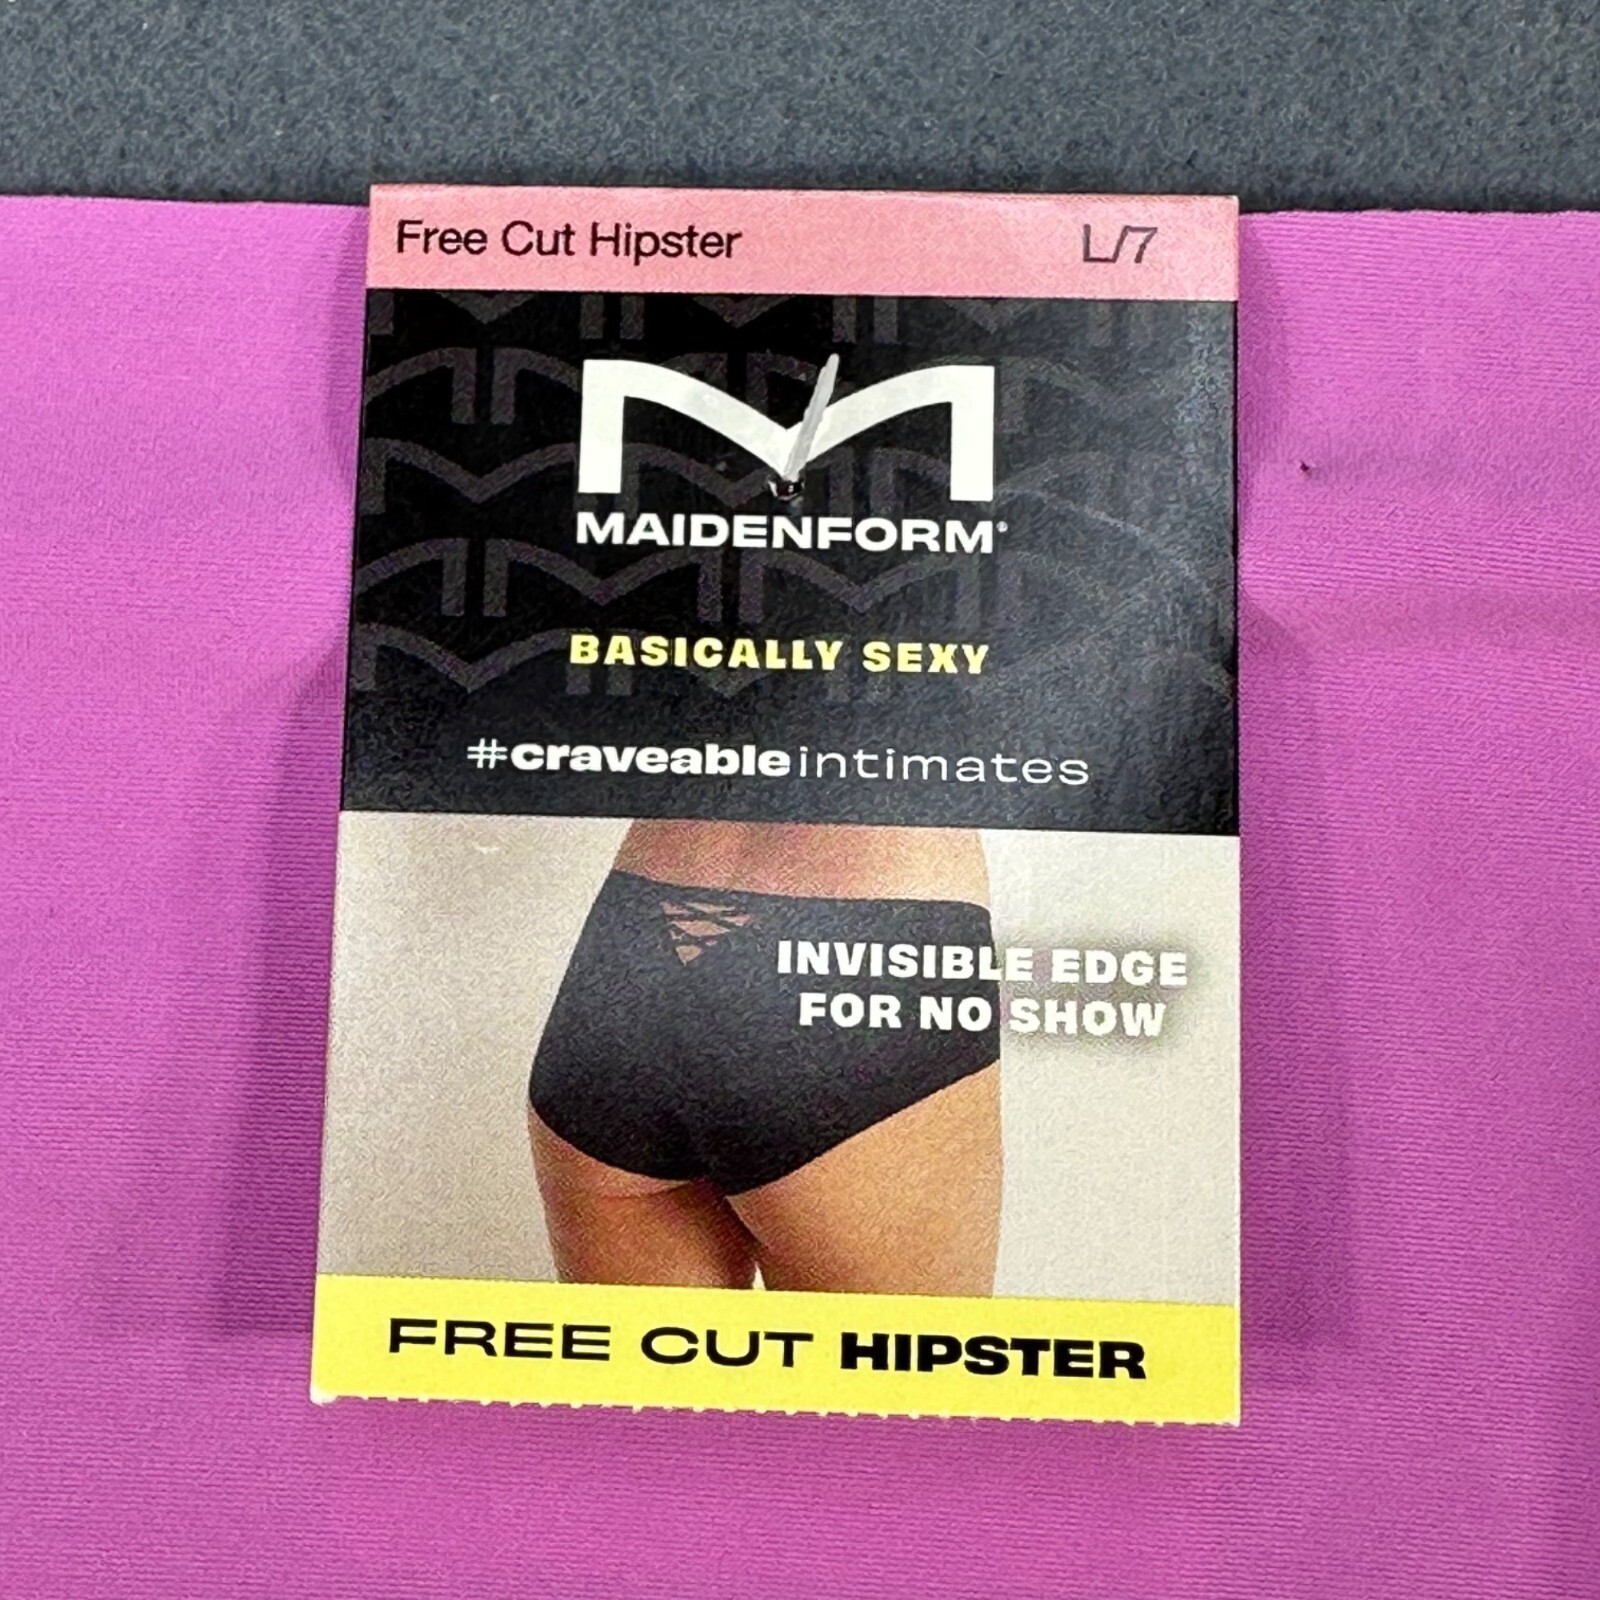 Free Cut Hipster L/7
MAIDENFORM®
BASICALLY SEXY
#craveableintimates
INVISIBLE EDGE
FOR NO SHOW
FREE CUT HIPSTER